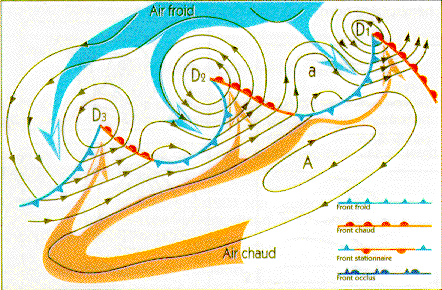 Air froid
D1
a
D2
D3
A
Air chaud
Front froid
Front chaud
Front stationnaire
Front occlus